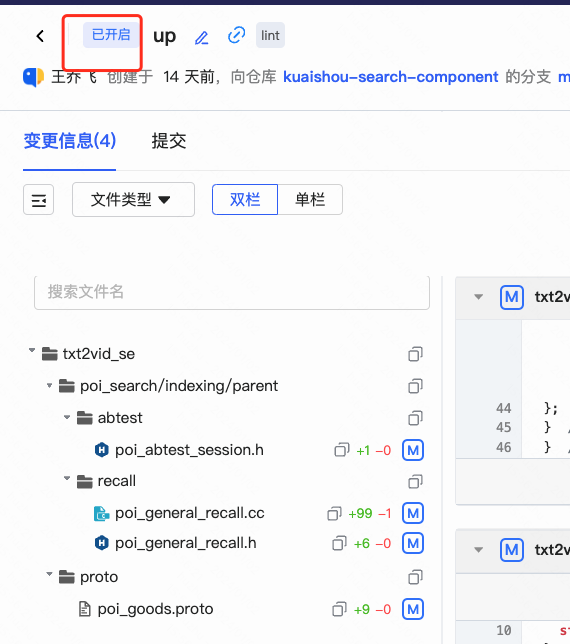 已开启 up lint
王乔飞 创建于 14 天前，向仓库 kuaishou-search-component 的分支 m
变更信息(4) 提交
文件类型 双栏 单栏
搜索文件名
M txt2v
txt2vid_se
poi_search/indexing/parent
44 };
abtest
45 } /
46 } /
poi_abtest_session.h +1 -0 M
recall
poi_general_recall.cc +99 -1 M
poi_general_recall.h +6 -0 M
M txt2v
proto
poi_goods.proto +9 -0 M
10 st